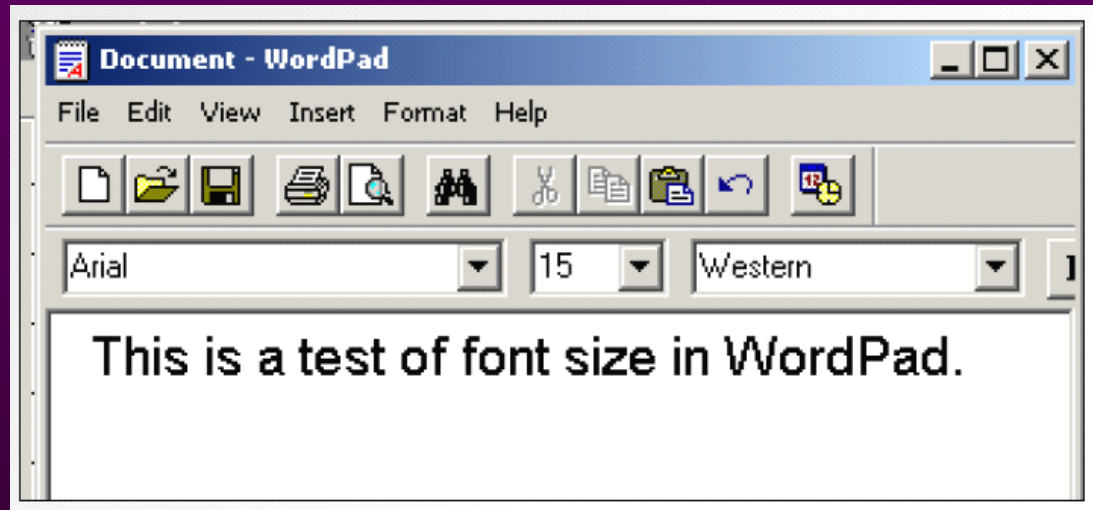 Document - WordPad
File Edit View Insert Format Help
12
Arial 15 Western
This is a test of font size in WordPad.